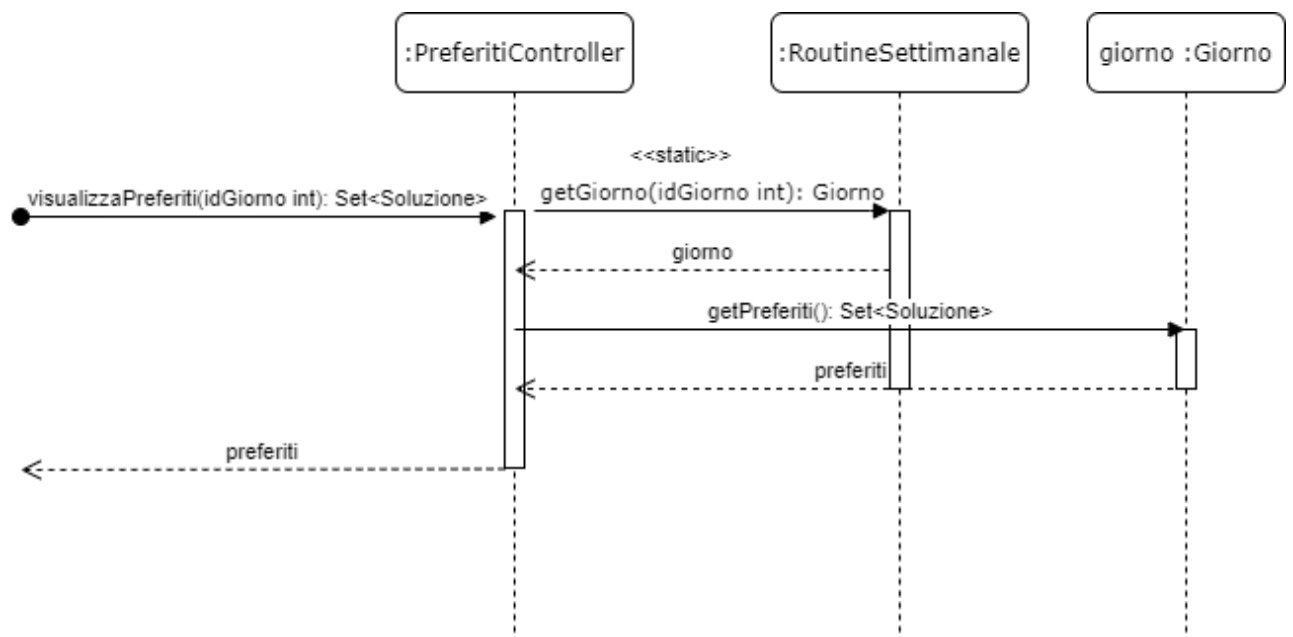 :PreferitiController
:RoutineSettimanale
giorno :Giorno
<<static>>
visualizzaPreferiti(idGiorno int): Set<Soluzione>
getGiorno(idGiorno int): Giorno
giorno
getPreferiti(): Set<Soluzione>
preferiti
preferiti